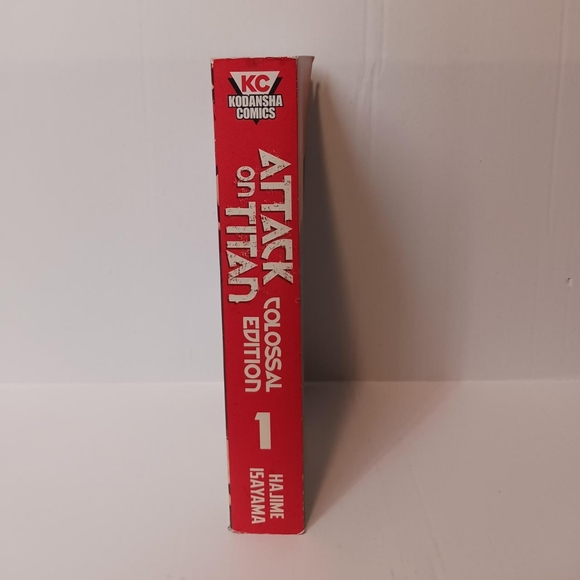 KC
KODANSHA
COMICS
ATTACK
on TITAN
COLOSSAL
EDITION
1
HAJIME
ISAYAMA